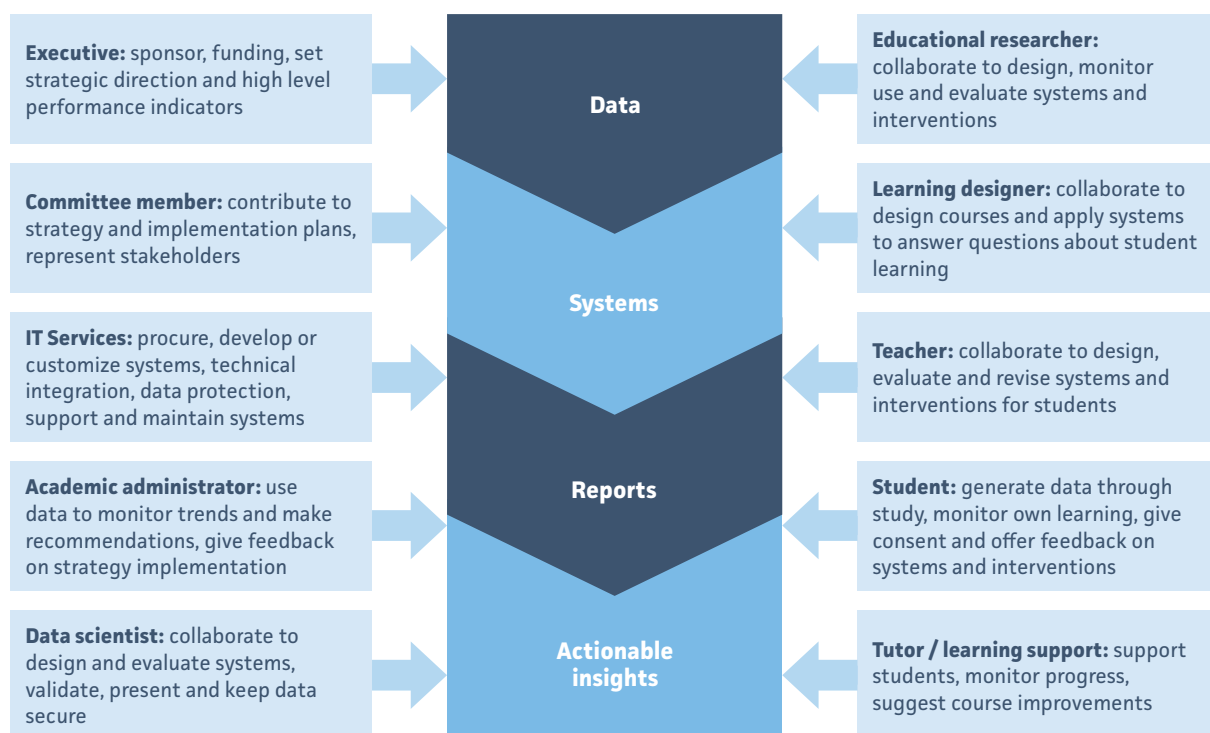 Executive: sponsor, funding, set
strategic direction and high level
performance indicators
Committee member: contribute to
strategy and implementation plans,
represent stakeholders
IT Services: procure, develop or
customize systems, technical
integration, data protection,
support and maintain systems
Academic administrator: use
data to monitor trends and make
recommendations, give feedback
on strategy implementation
Data scientist: collaborate to
design and evaluate systems,
validate, present and keep data
secure
Data
Systems
Reports
Actionable
insights
Educational researcher:
collaborate to design, monitor
use and evaluate systems and
interventions
Learning designer: collaborate to
design courses and apply systems
to answer questions about student
learning
Teacher: collaborate to design,
evaluate and revise systems and
interventions for students
Student: generate data through
study, monitor own learning, give
consent and offer feedback on
systems and interventions
Tutor / learning support: support
students, monitor progress,
suggest course improvements